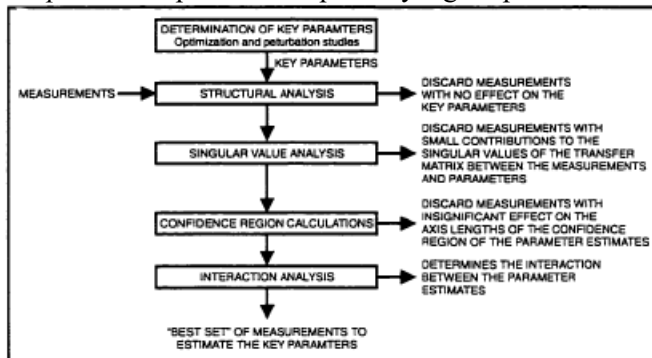 DETERMINATION OF KEY PARAMTERS
Optimization and peturbation studies
KEY PARAMETERS
MEASUREMENTS
STRUCTURAL ANALYSIS
DISCARD MEASUREMENTS
WITH NO EFFECT ON THE
KEY PARAMETERS
SINGULAR VALUE ANALYSIS
DISCARD MEASUREMENTS WITH
SMALL CONTRIBUTIONS TO THE
SINGULAR VALUES OF THE TRANSFER
MATRIX BETWEEN THE MEASUREMENTS
AND PARAMETERS
CONFIDENCE REGION CALCULATIONS
DISCARD MEASUREMENTS WITH
INSIGNIFICANT EFFECT ON THE
AXIS LENGTHS OF THE CONFIDENCE
REGION OF THE PARAMETER ESTIMATES
INTERACTION ANALYSIS
DETERMINES THE INTERACTION
BETWEEN THE PARAMETER
ESTIMATES
"BEST SET" OF MEASUREMENTS TO
ESTIMATE THE KEY PARAMTERS